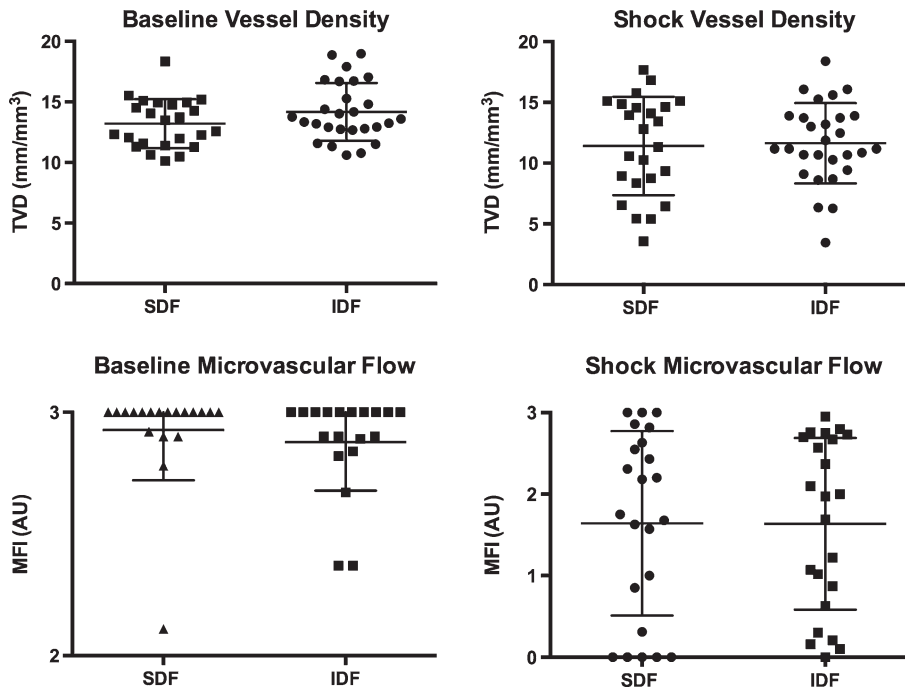 Baseline Vessel Density
TVD (mm/mm³)
20
15
10
5
0
SDF IDF
Shock Vessel Density
TVD (mm/mm³)
20
15
10
5
0
SDF IDF
Baseline Microvascular Flow
MFI (AU)
3
2
SDF IDF
Shock Microvascular Flow
MFI (AU)
3
2
1
0
SDF IDF